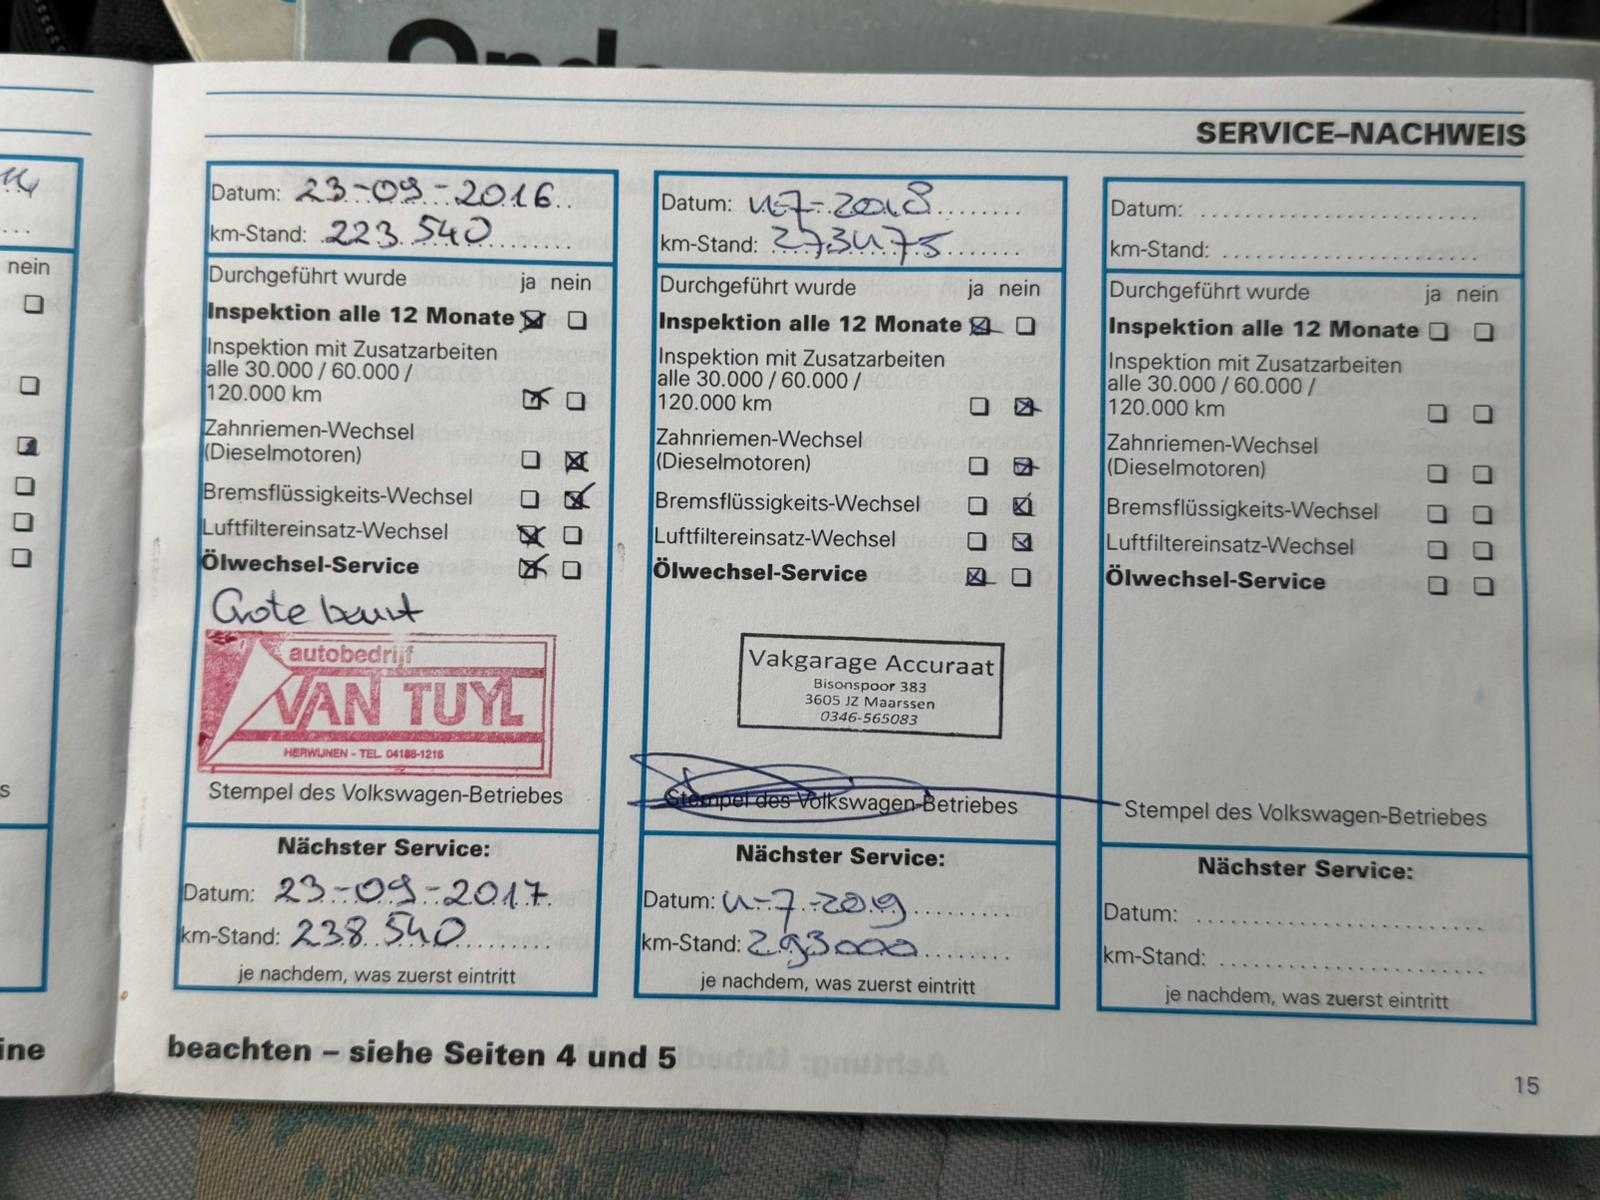 SERVICE–NACHWEIS
Datum: 23-09-2016
km-Stand: 223.540
Durchgeführt wurde ja nein
Inspektion alle 12 Monate
Inspektion mit Zusatzarbeiten
alle 30.000 / 60.000 /
120.000 km
Zahnriemen-Wechsel
(Dieselmotoren)
Bremsflüssigkeits-Wechsel
Luftfiltereinsatz-Wechsel
Ölwechsel-Service
Grote beurt
autobedrijf
VAN TUYL
HERWIJNEN - TEL. 04188-1216
Stempel des Volkswagen-Betriebes
Nächster Service:
Datum: 23-09-2017
km-Stand: 238.540
je nachdem, was zuerst eintritt
Datum: 4-7-2018
km-Stand: 273475
Durchgeführt wurde ja nein
Inspektion alle 12 Monate
Inspektion mit Zusatzarbeiten
alle 30.000 / 60.000 /
120.000 km
Zahnriemen-Wechsel
(Dieselmotoren)
Bremsflüssigkeits-Wechsel
Luftfiltereinsatz-Wechsel
Ölwechsel-Service
Vakgarage Accuraat
Bisonspoor 383
3605 JZ Maarssen
0346-565083
Stempel des Volkswagen-Betriebes
Nächster Service:
Datum: 4-7-2019
km-Stand: 293000
je nachdem, was zuerst eintritt
Datum:
km-Stand:
Durchgeführt wurde ja nein
Inspektion alle 12 Monate
Inspektion mit Zusatzarbeiten
alle 30.000 / 60.000 /
120.000 km
Zahnriemen-Wechsel
(Dieselmotoren)
Bremsflüssigkeits-Wechsel
Luftfiltereinsatz-Wechsel
Ölwechsel-Service
Stempel des Volkswagen-Betriebes
Nächster Service:
Datum:
km-Stand:
je nachdem, was zuerst eintritt
nein
beachten – siehe Seiten 4 und 5
15